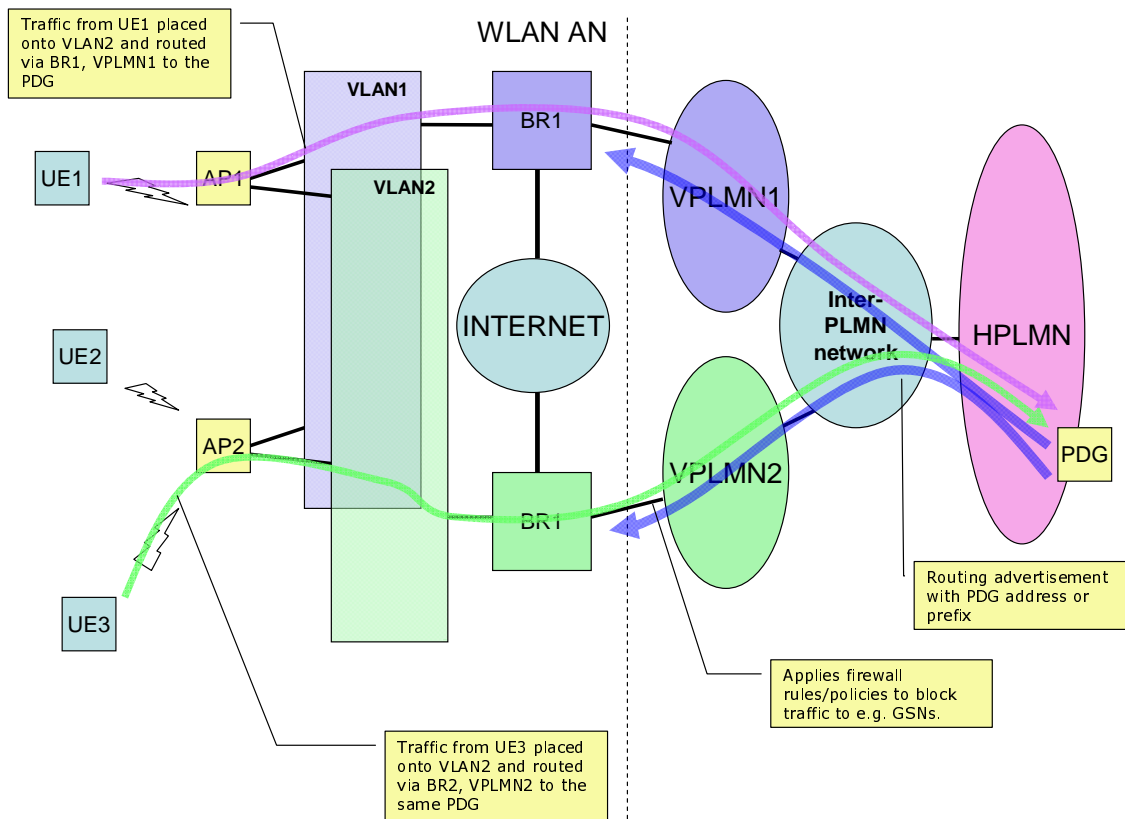 Traffic from UE1 placed
onto VLAN2 and routed
via BR1, VPLMN1 to the
PDG
WLAN AN
VLAN1
BR1
UE1
AP1
VLAN2
VPLMN1
INTERNET
Inter-
PLMN
network
HPLMN
UE2
AP2
PDG
VPLMN2
BR1
UE3
Routing advertisement
with PDG address or
prefix
Applies firewall
rules/policies to block
traffic to e.g. GSNs.
Traffic from UE3 placed
onto VLAN2 and routed
via BR2, VPLMN2 to the
same PDG